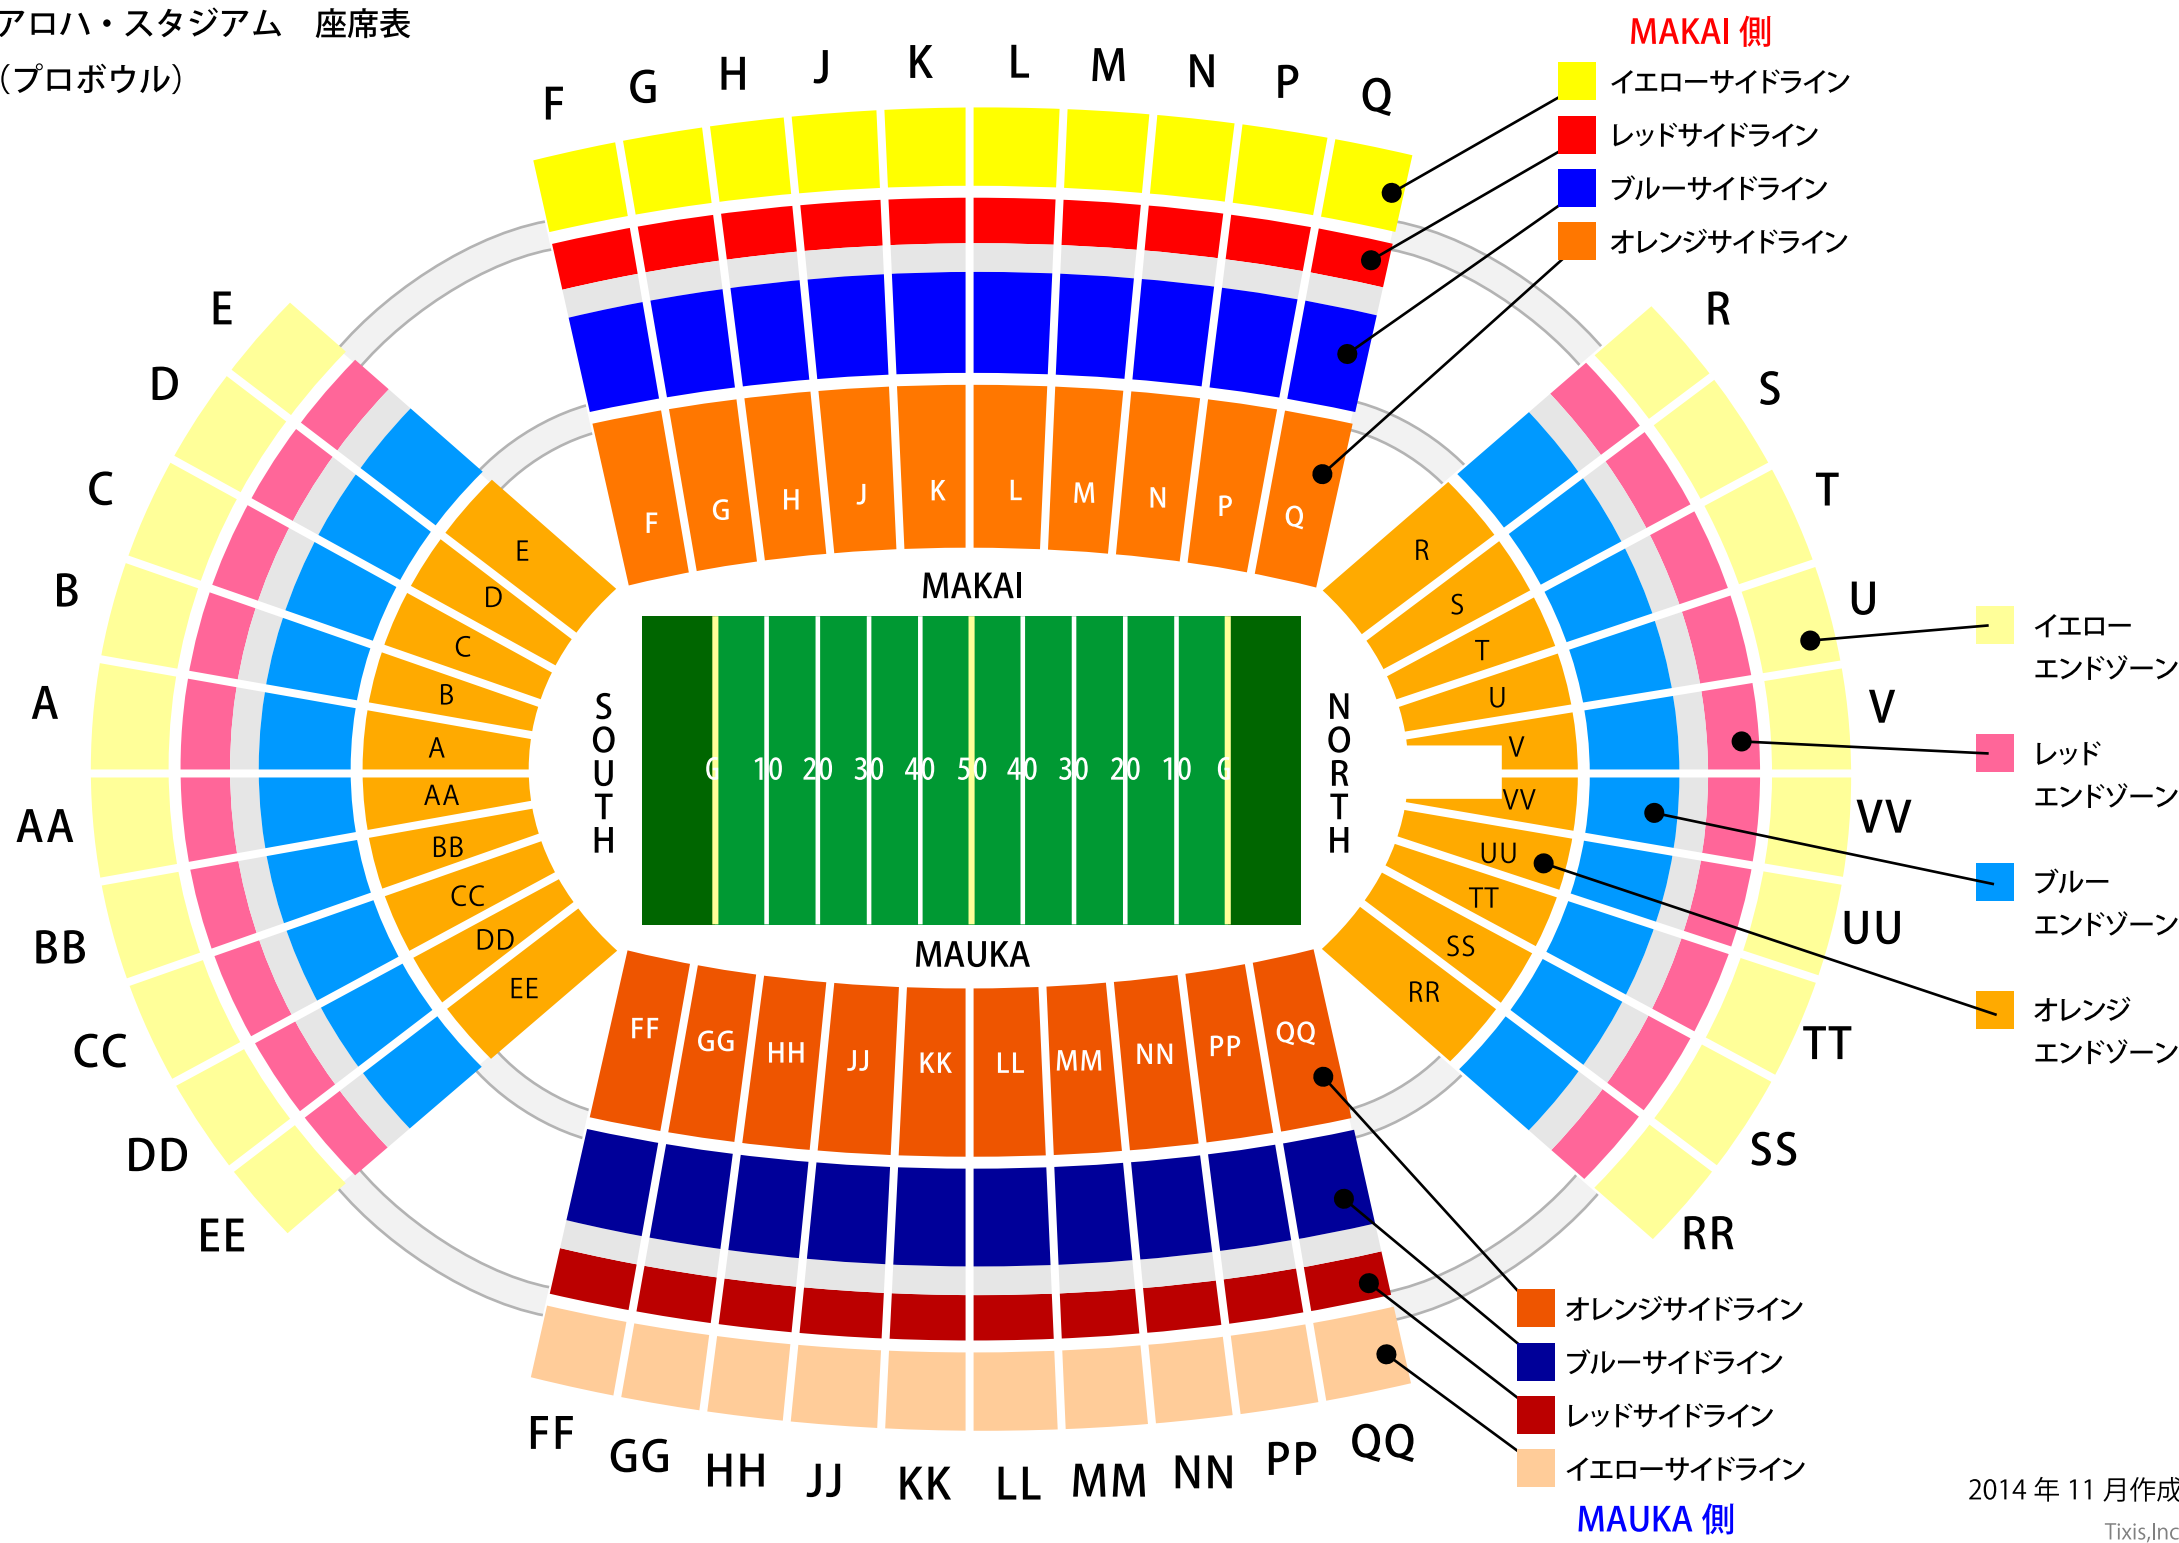 アロハ・スタジアム　座席表
（プロボウル）
MAKAI 側
イエローサイドライン
レッドサイドライン
ブルーサイドライン
オレンジサイドライン
F G H J K L M N P Q
E
D
C
B
A
AA
BB
CC
DD
EE
R
S
T
U
V
VV
UU
TT
SS
RR
F G H J K L M N P Q
E
D
C
B
A
AA
BB
CC
DD
EE
R
S
T
U
V
VV
UU
TT
SS
RR
MAKAI
SOUTH
G 10 20 30 40 50 40 30 20 10 G
NORTH
MAUKA
FF GG HH JJ KK LL MM NN PP QQ
FF GG HH JJ KK LL MM NN PP QQ
イエロー
エンドゾーン
レッド
エンドゾーン
ブルー
エンドゾーン
オレンジ
エンドゾーン
オレンジサイドライン
ブルーサイドライン
レッドサイドライン
イエローサイドライン
MAUKA 側
2014 年 11 月作成
Tixis,Inc